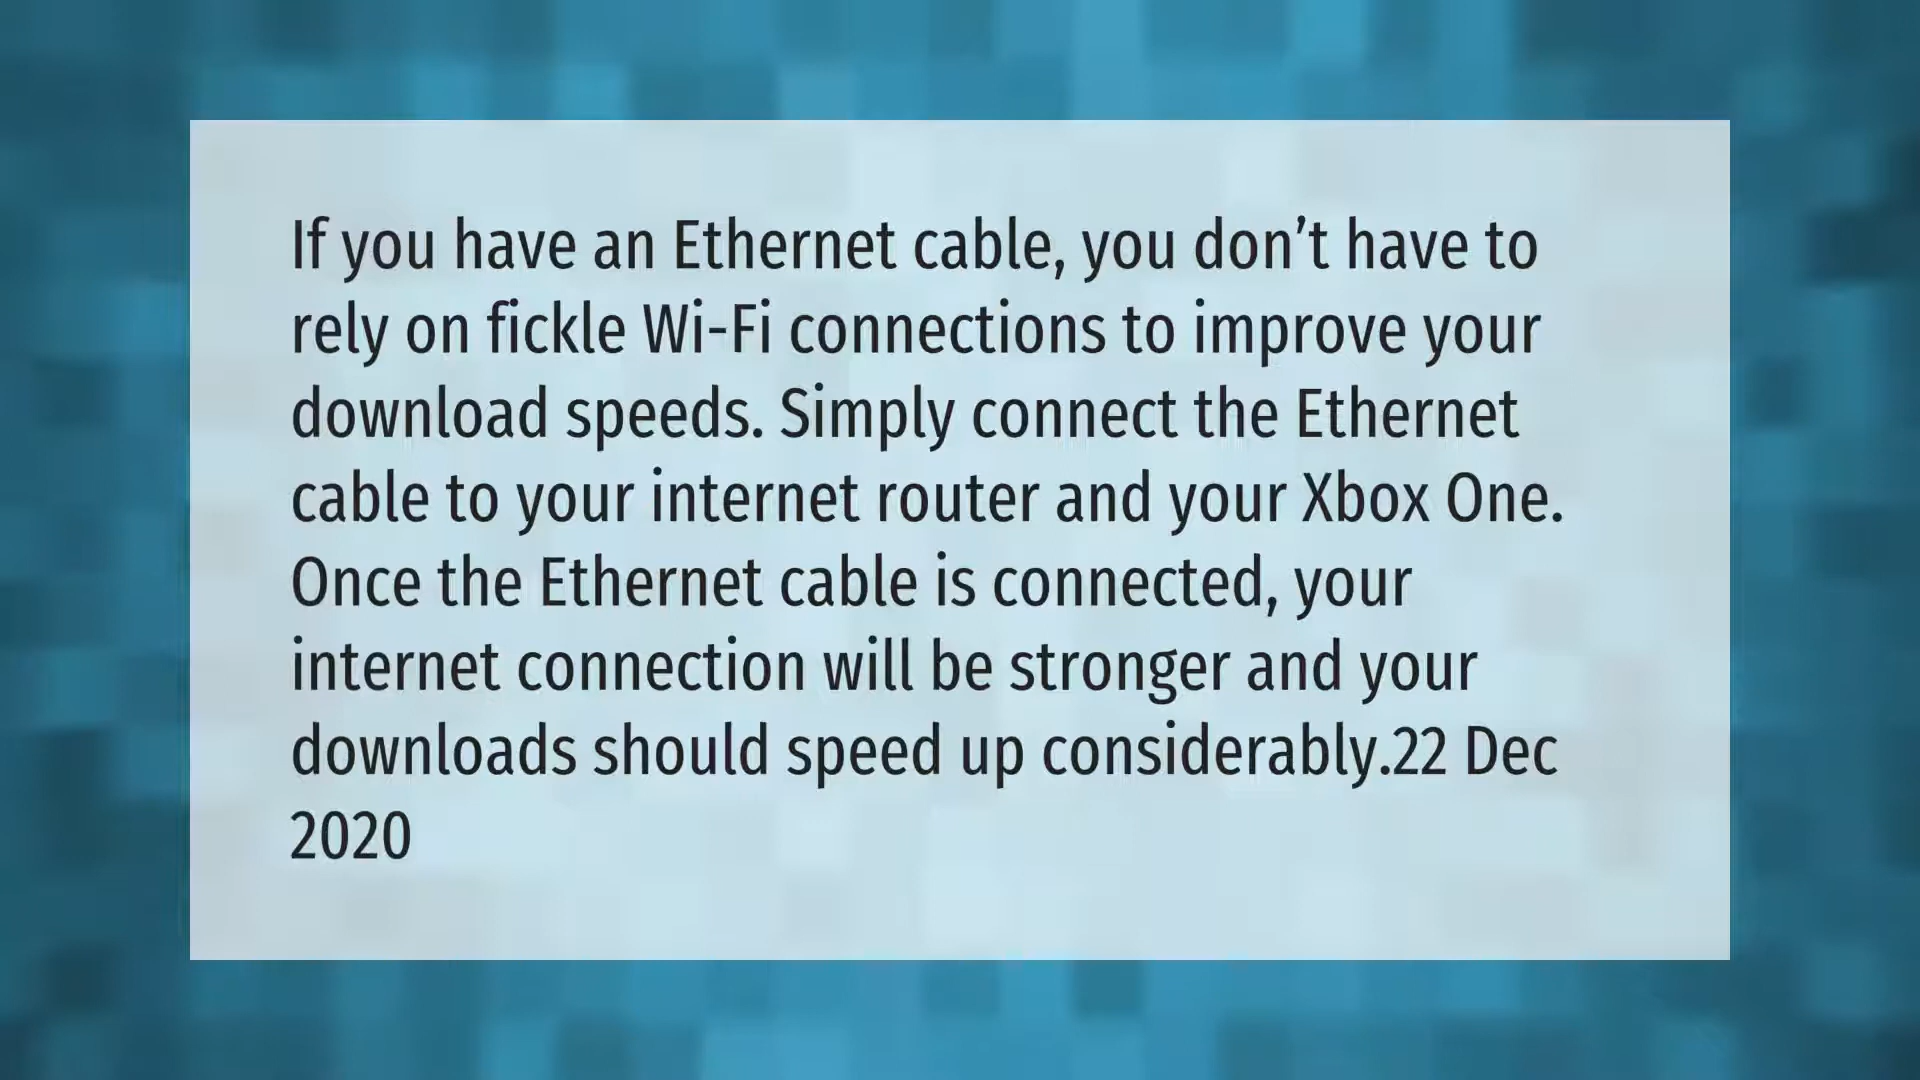 If you have an Ethernet cable, you don’t have to
rely on fickle Wi-Fi connections to improve your
download speeds. Simply connect the Ethernet
cable to your internet router and your Xbox One.
Once the Ethernet cable is connected, your
internet connection will be stronger and your
downloads should speed up considerably.22 Dec
2020